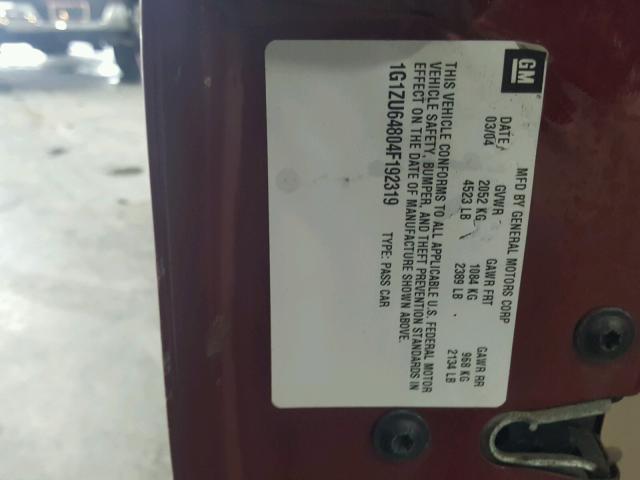 GM
MFD BY GENERAL MOTORS CORP
DATE GVWR GAWR FRT GAWR RR
03/04 2052 KG 1084 KG 968 KG
4523 LB 2389 LB 2134 LB
THIS VEHICLE CONFORMS TO ALL APPLICABLE U.S. FEDERAL MOTOR
VEHICLE SAFETY, BUMPER, AND THEFT PREVENTION STANDARDS IN
EFFECT ON THE DATE OF MANUFACTURE SHOWN ABOVE.
1G1ZU64804F192319 TYPE: PASS CAR